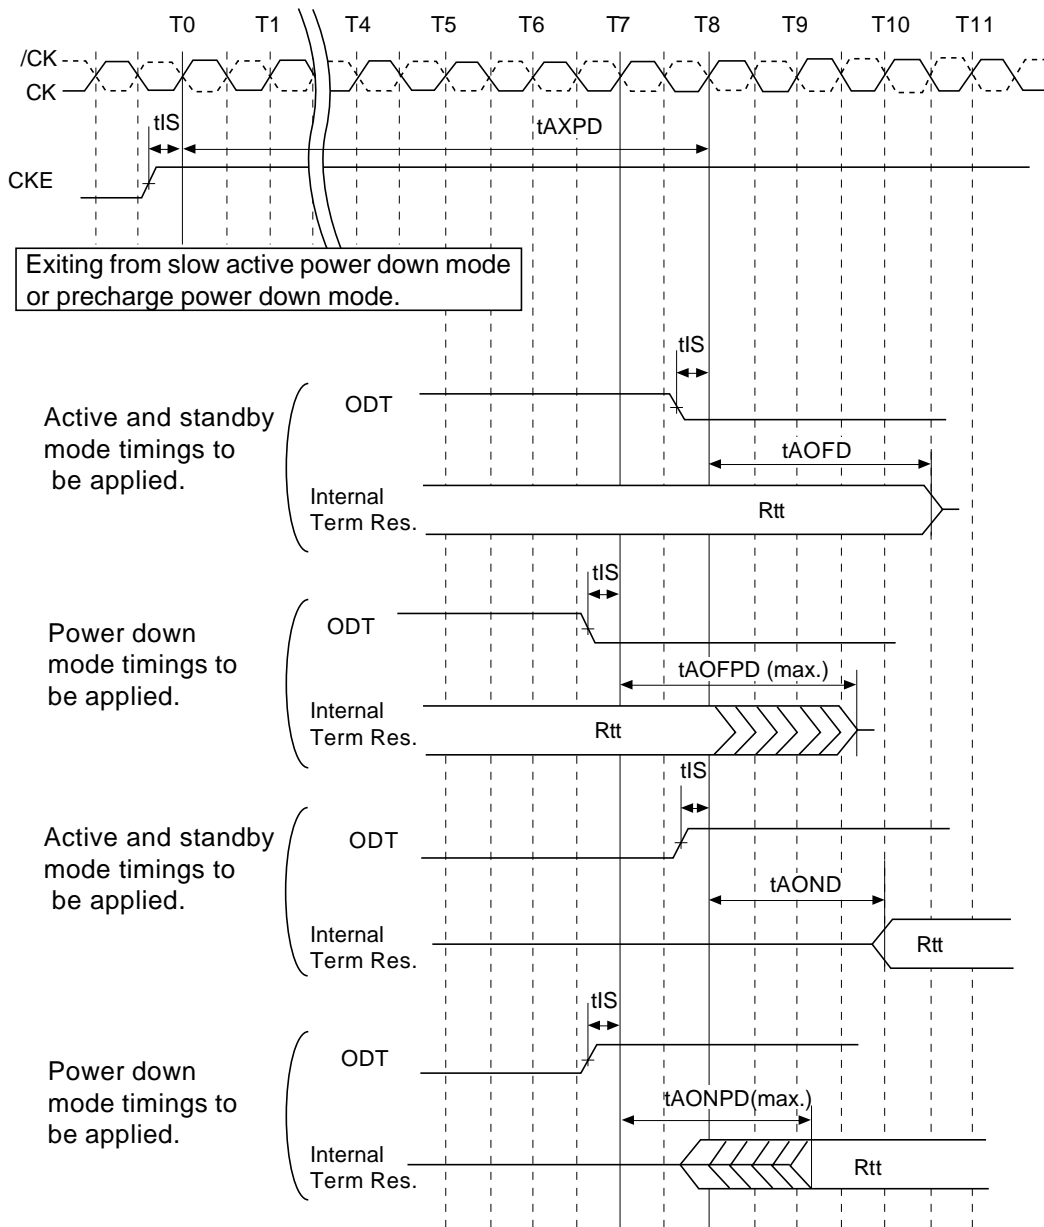 T0 T1 T4 T5 T6 T7 T8 T9 T10 T11
/CK
CK
tIS
tAXPD
CKE
Exiting from slow active power down mode
or precharge power down mode.
tIS
Active and standby
mode timings to
be applied.
ODT
tAOFD
Internal
Term Res.
Rtt
tIS
Power down
mode timings to
be applied.
ODT
tAOFPD (max.)
Internal
Term Res.
Rtt
tIS
Active and standby
mode timings to
be applied.
ODT
tAOND
Internal
Term Res.
Rtt
tIS
Power down
mode timings to
be applied.
ODT
tAONPD(max.)
Internal
Term Res.
Rtt